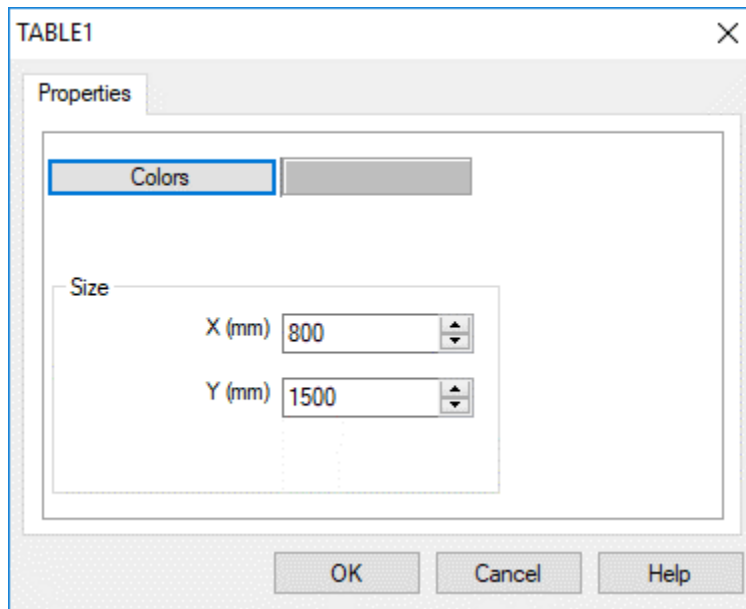 TABLE1
Properties
Colors
Size
X (mm) 800
Y (mm) 1500
OK Cancel Help